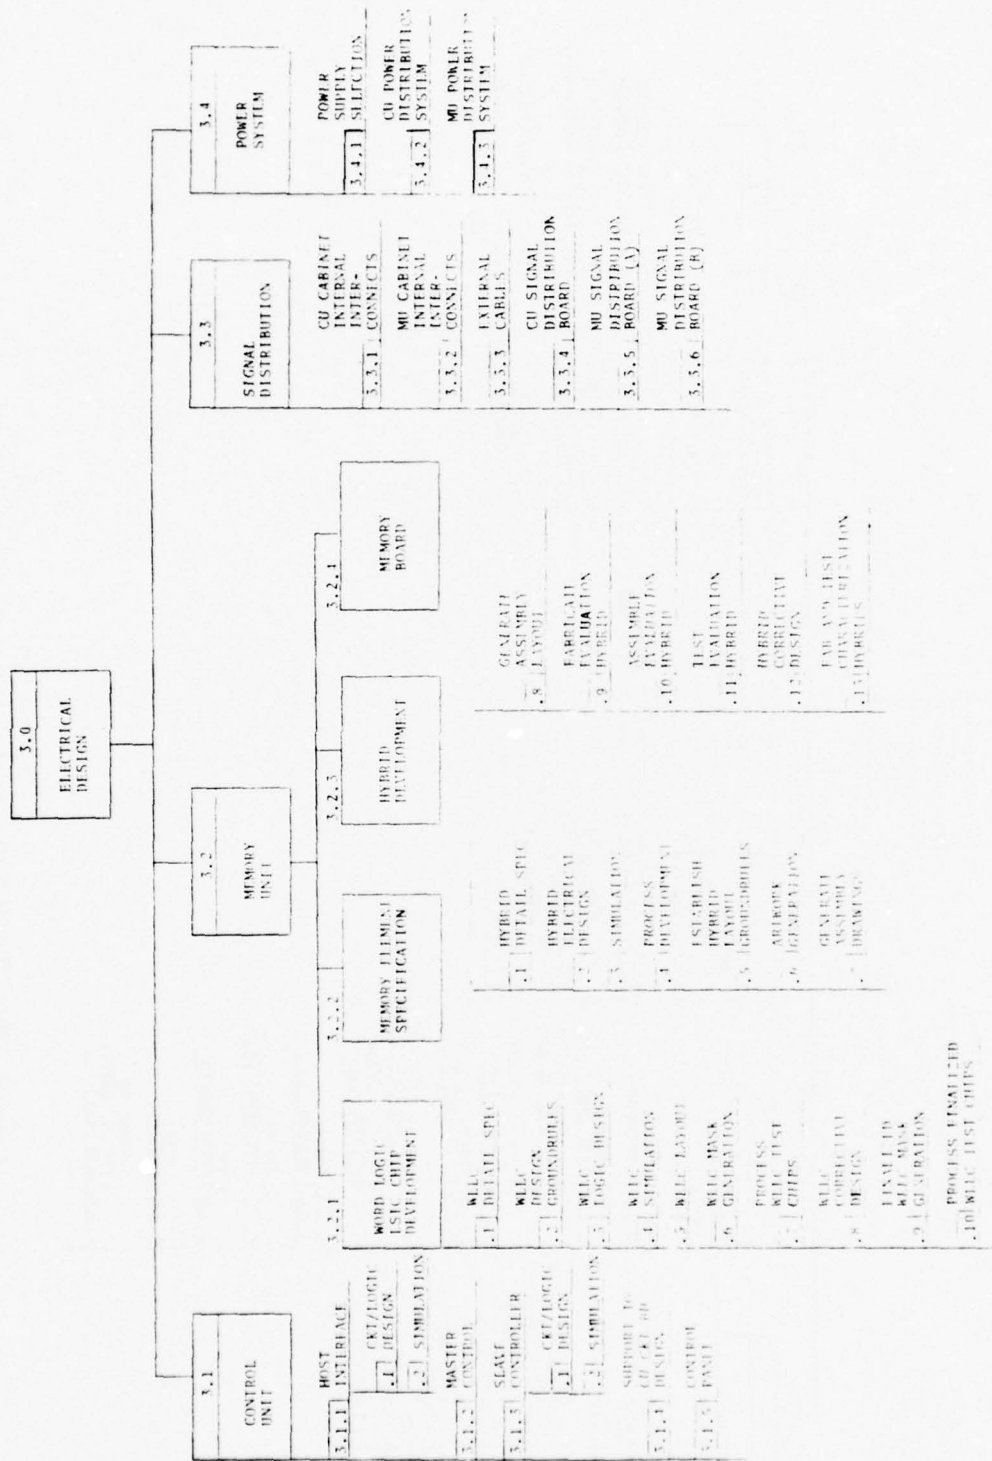 3.0
ELECTRICAL
DESIGN
3.1
CONTROL
UNIT
3.1.1
HOST
INTERFACE
.1
CKT/LOGIC
DESIGN
.2
SIMULATION
3.1.2
MASTER
CONTROL
3.1.3
SLAVE
CONTROLLER
.1
CKT/LOGIC
DESIGN
.2
SIMULATION
3.1.4
SUPPORT TO
DESIGN
3.1.5
CONTROL
PANEL
3.2
MEMORY
UNIT
3.2.1
WORD LOGIC
LSIC CHIP
DEVELOPMENT
.1
WLLC
DETAIL SPEC
.2
WLLC
DESIGN
GROUNDRULES
.3
WLLC
LOGIC DESIGN
.4
WLLC
SIMULATION
.5
WLLC LAYOUT
.6
WLLC MASK
GENERATION
.7
PROCESS
WLLC TEST
CHIPS
.8
WLLC
CORRECTIVE
DESIGN
.9
FINALIZED
WLLC MASK
GENERATION
.10
PROCESS FINALIZED
WLLC TEST CHIPS
3.2.2
MEMORY ELEMENT
SPECIFICATION
3.2.3
HYBRID
DEVELOPMENT
.1
HYBRID
DETAIL SPEC
.2
HYBRID
ELECTRICAL
DESIGN
.3
SIMULATION
.4
PROCESS
DEVELOPMENT
.5
ESTABLISH
HYBRID
LAYOUT
GROUNDRULES
.6
ARTWORK
GENERATION
.7
GENERATE
ASSEMBLY
DRAWINGS
.8
GENERATE
ASSEMBLY
LAYOUT
.9
FABRICATE
EVALUATION
HYBRID
.10
ASSEMBLE
EVALUATION
HYBRID
.11
TEST
EVALUATION
HYBRID
.12
HYBRID
CORRECTIVE
DESIGN
.13
FAB AND TEST
CHARACTERIZATION
HYBRIDS
3.2.4
MEMORY
BOARD
3.3
SIGNAL
DISTRIBUTION
3.3.1
CU CABINET
INTERNAL
INTER-
CONNECTS
3.3.2
MU CABINET
INTERNAL
INTER-
CONNECTS
3.3.3
EXTERNAL
CABLES
3.3.4
CU SIGNAL
DISTRIBUTION
BOARD
3.3.5
MU SIGNAL
DISTRIBUTION
BOARD (A)
3.3.6
MU SIGNAL
DISTRIBUTION
BOARD (B)
3.4
POWER
SYSTEM
3.4.1
POWER
SUPPLY
SELECTION
3.4.2
CU POWER
DISTRIBUTION
SYSTEM
3.4.3
MU POWER
DISTRIBUTION
SYSTEM